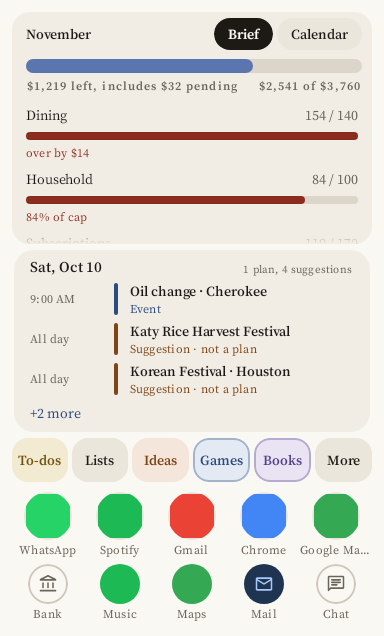 November
Brief
Calendar
$1,219 left, includes $32 pending
$2,541 of $3,760
Dining
154 / 140
over by $14
Household
84 / 100
84% of cap
Subscriptions
Sat, Oct 10
1 plan, 4 suggestions
9:00 AM
Oil change · Cherokee
Event
All day
Katy Rice Harvest Festival
Suggestion · not a plan
All day
Korean Festival · Houston
Suggestion · not a plan
+2 more
To-dos
Lists
Ideas
Games
Books
More
WhatsApp
Spotify
Gmail
Chrome
Google Ma...
Bank
Music
Maps
Mail
Chat